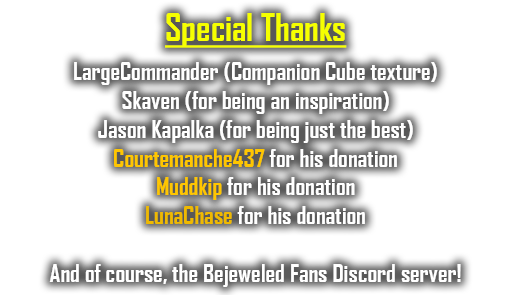 Special Thanks
LargeCommander (Companion Cube texture)
Skaven (for being an inspiration)
Jason Kapalka (for being just the best)
Courtemanche437 for his donation
Muddkip for his donation
LunaChase for his donation
And of course, the Bejeweled Fans Discord server!